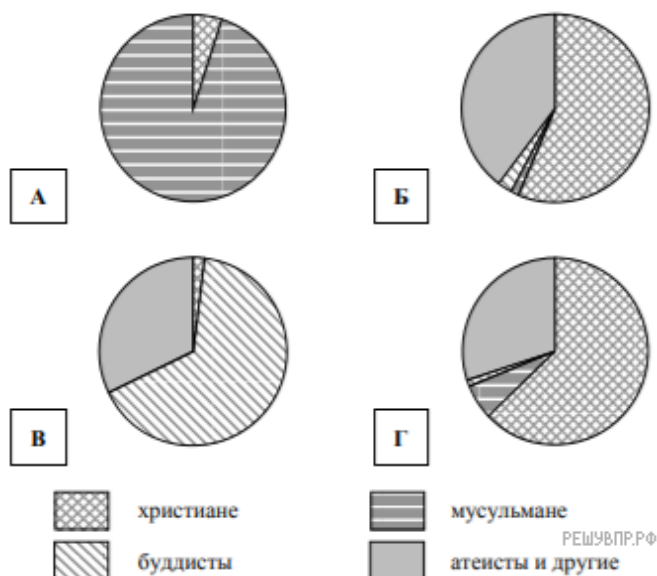 А
Б
В
Г
христиане
мусульмане
РЕШУВПР.РФ
буддисты
атеисты и другие